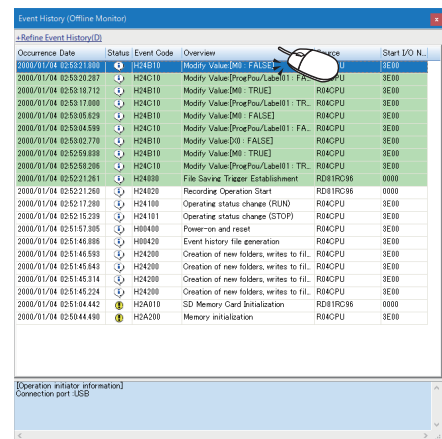 Event History (Offline Monitor)
+Refine Event History(D)
Occurrence Date Status Event Code Overview Source Start I/O N...
2000/01/04 02:53:21.800 H24B10 Modify Value:[M0 : FALSE] CPU 3E00
2000/01/04 02:53:20.287 H24C10 Modify Value:[ProgPou/Label01 : FA... CPU 3E00
2000/01/04 02:53:18.712 H24B10 Modify Value:[M0 : TRUE] R04CPU 3E00
2000/01/04 02:53:17.008 H24C10 Modify Value:[ProgPou/Label01 : TR... R04CPU 3E00
2000/01/04 02:53:05.629 H24B10 Modify Value:[M0 : FALSE] R04CPU 3E00
2000/01/04 02:53:04.599 H24C10 Modify Value:[ProgPou/Label01 : FA... R04CPU 3E00
2000/01/04 02:53:02.770 H24B10 Modify Value:[X0 : FALSE] R04CPU 3E00
2000/01/04 02:52:59.838 H24B10 Modify Value:[M0 : TRUE] R04CPU 3E00
2000/01/04 02:52:58.206 H24C10 Modify Value:[ProgPou/Label01 : TR... R04CPU 3E00
2000/01/04 02:52:21.261 H24030 File Saving Trigger Establishment RD81RC96 0000
2000/01/04 02:52:21.260 H24020 Recording Operation Start RD81RC96 0000
2000/01/04 02:52:17.280 H24100 Operating status change (RUN) R04CPU 3E00
2000/01/04 02:52:15.239 H24101 Operating status change (STOP) R04CPU 3E00
2000/01/04 02:51:57.305 H00400 Power-on and reset R04CPU 3E00
2000/01/04 02:51:46.886 H00420 Event history file generation R04CPU 3E00
2000/01/04 02:51:46.593 H24200 Creation of new folders, writes to fil... R04CPU 3E00
2000/01/04 02:51:45.643 H24200 Creation of new folders, writes to fil... R04CPU 3E00
2000/01/04 02:51:45.314 H24200 Creation of new folders, writes to fil... R04CPU 3E00
2000/01/04 02:51:45.224 H24200 Creation of new folders, writes to fil... R04CPU 3E00
2000/01/04 02:51:04.442 H2A010 SD Memory Card Initialization RD81RC96 0000
2000/01/04 02:50:44.490 H2A200 Memory initialization R04CPU 3E00
[Operation initiator information]
Connection port :USB